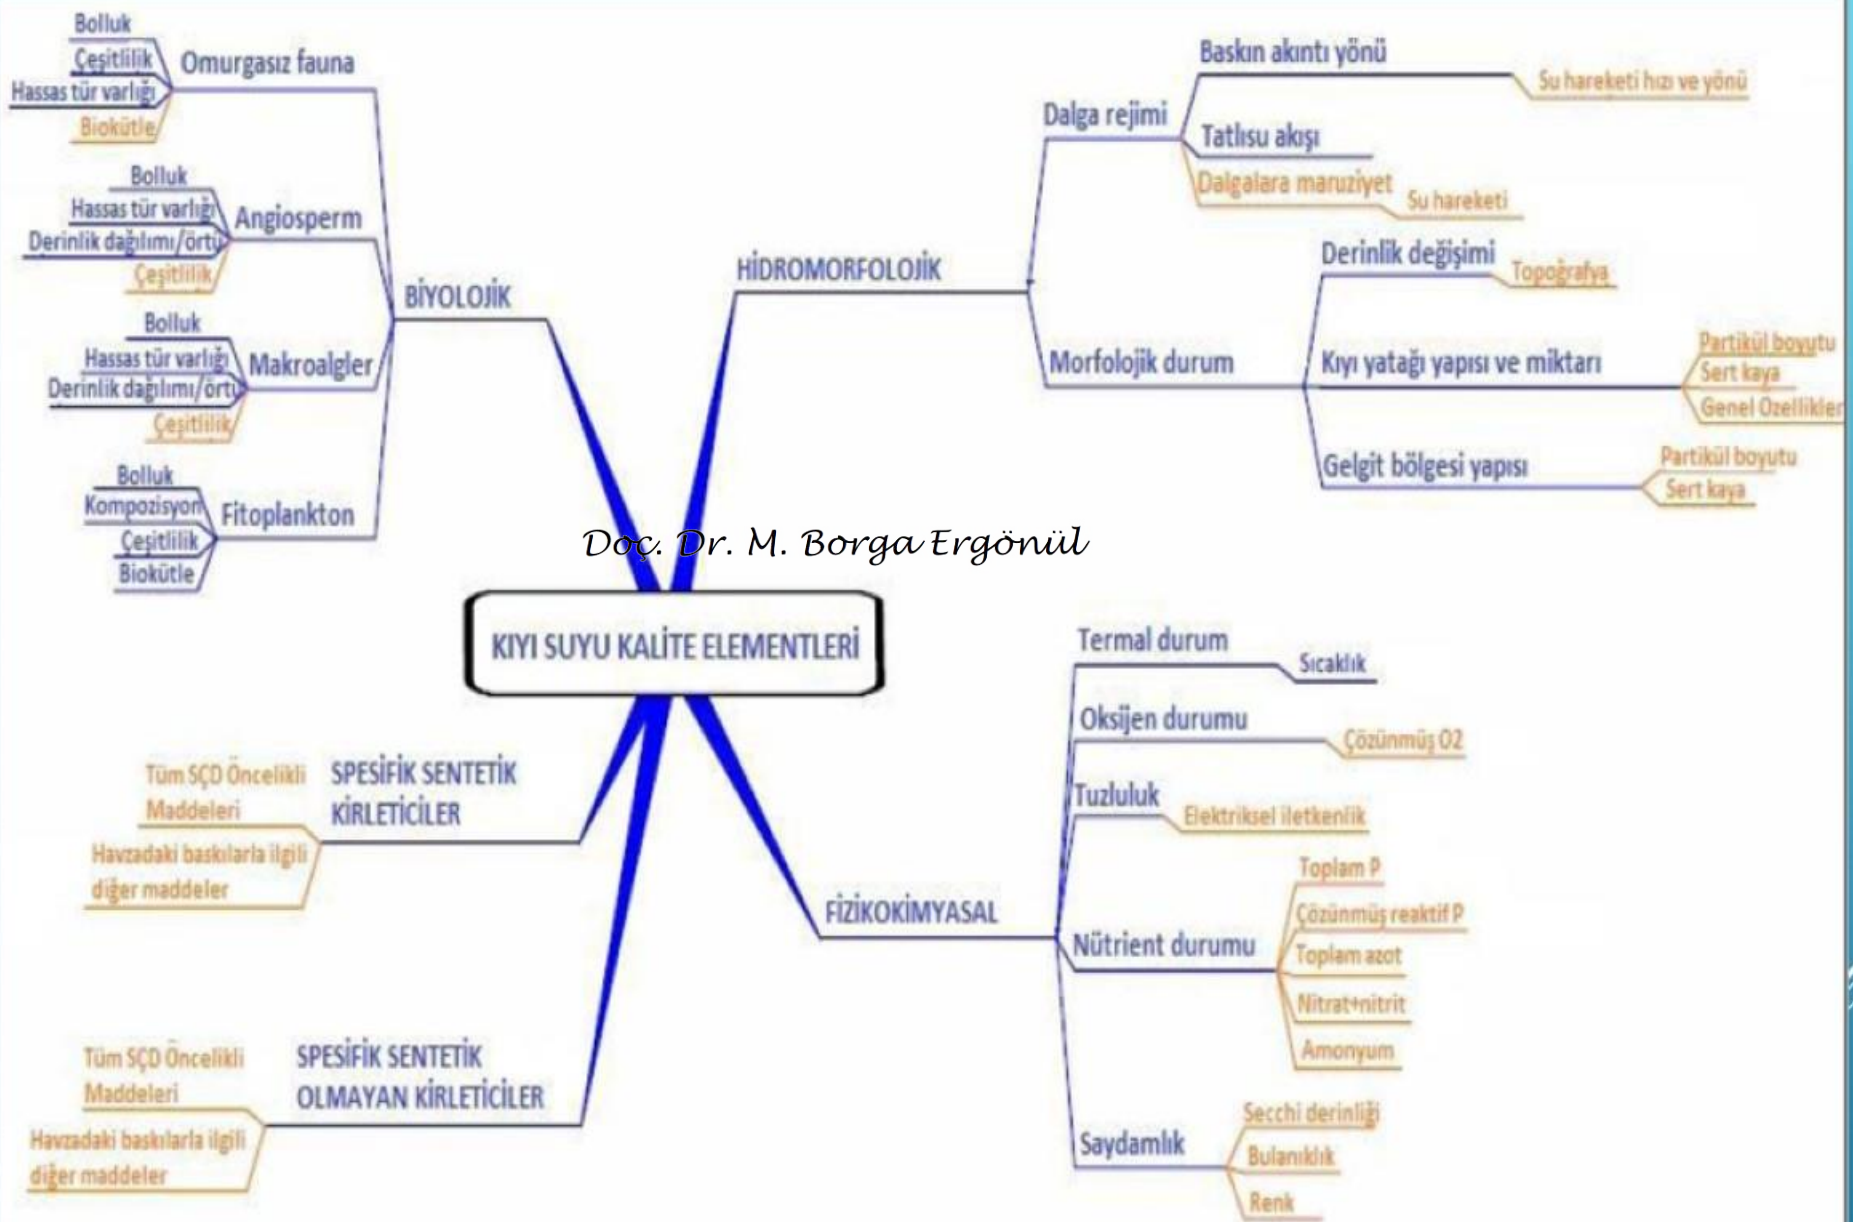 Bolluk
Çeşitlilik
Hassas tür varlığı
Biokütle
Omurgasız fauna
Bolluk
Hassas tür varlığı
Derinlik dağılımı/örtü
Çeşitlilik
Angiosperm
Bolluk
Hassas tür varlığı
Derinlik dağılımı/örtü
Çeşitlilik
Makroalgler
Bolluk
Kompozisyon
Çeşitlilik
Biokütle
Fitoplankton
BİYOLOJİK
HİDROMORFOLOJİK
Dalga rejimi
Baskın akıntı yönü
Su hareketi hızı ve yönü
Tatlısu akışı
Dalgalara maruziyet
Su hareketi
Morfolojik durum
Derinlik değişimi
Topoğrafya
Kıyı yatağı yapısı ve miktarı
Partikül boyutu
Sert kaya
Genel Özellikler
Gelgit bölgesi yapısı
Partikül boyutu
Sert kaya
Doç. Dr. M. Borga Ergönül
KIYI SUYU KALİTE ELEMENTLERİ
Tüm SÇD Öncelikli
Maddeleri
Havzadaki baskılarla ilgili
diğer maddeler
SPESİFİK SENTETİK
KİRLETİCİLER
Tüm SÇD Öncelikli
Maddeleri
Havzadaki baskılarla ilgili
diğer maddeler
SPESİFİK SENTETİK
OLMAYAN KİRLETİCİLER
FİZİKOKİMYASAL
Termal durum
Sıcaklık
Oksijen durumu
Çözünmüş O2
Tuzluluk
Elektriksel iletkenlik
Nütrient durumu
Toplam P
Çözünmüş reaktif P
Toplam azot
Nitrat+nitrit
Amonyum
Saydamlık
Secchi derinliği
Bulanıklık
Renk